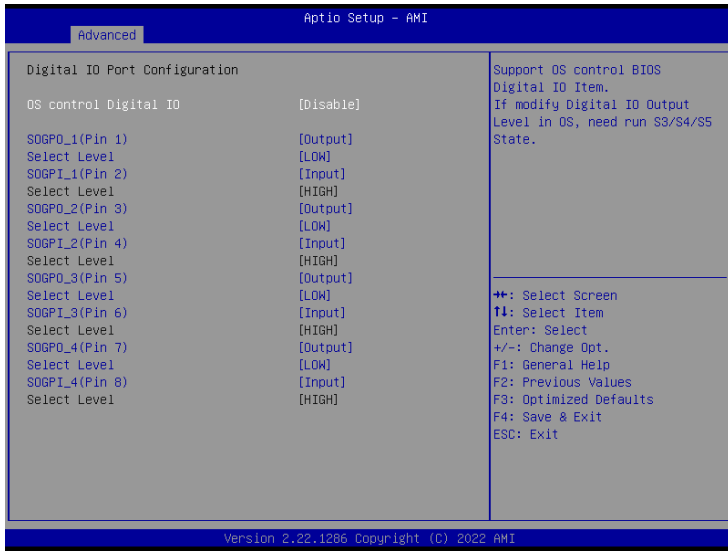 Aptio Setup – AMI
Advanced
Digital IO Port Configuration
OS control Digital IO [Disable]
SOGPO_1(Pin 1) [Output]
Select Level [LOW]
SOGPI_1(Pin 2) [Input]
Select Level [HIGH]
SOGPO_2(Pin 3) [Output]
Select Level [LOW]
SOGPI_2(Pin 4) [Input]
Select Level [HIGH]
SOGPO_3(Pin 5) [Output]
Select Level [LOW]
SOGPI_3(Pin 6) [Input]
Select Level [HIGH]
SOGPO_4(Pin 7) [Output]
Select Level [LOW]
SOGPI_4(Pin 8) [Input]
Select Level [HIGH]
Support OS control BIOS
Digital IO Item.
If modify Digital IO Output
Level in OS, need run S3/S4/S5
State.
→←: Select Screen
↑↓: Select Item
Enter: Select
+/-: Change Opt.
F1: General Help
F2: Previous Values
F3: Optimized Defaults
F4: Save & Exit
ESC: Exit
Version 2.22.1286 Copyright (C) 2022 AMI